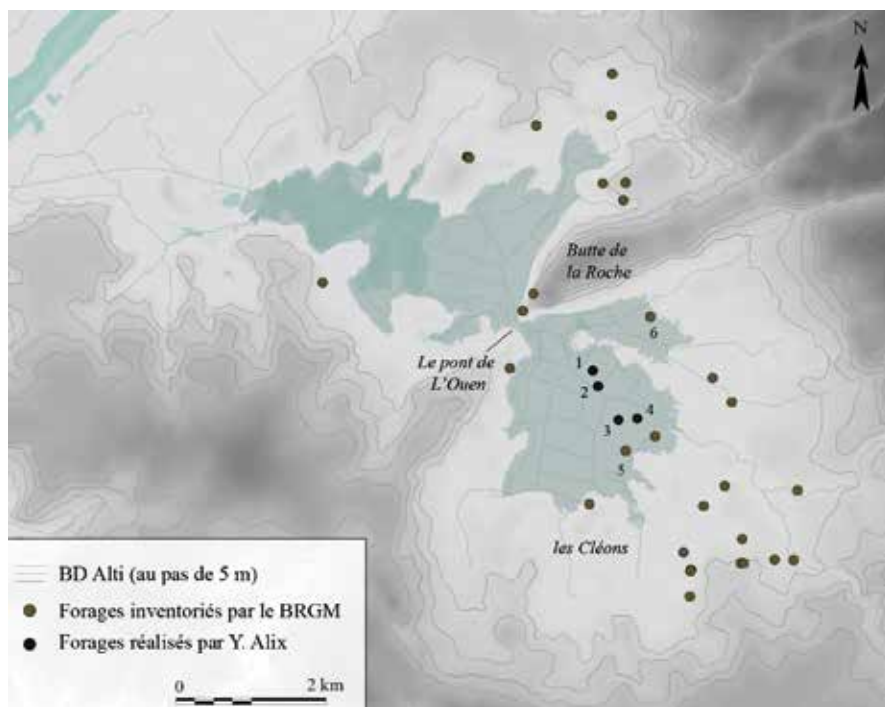 N
Butte de
la Roche
6
Le pont de
L'Ouen
1
2
3
4
5
les Cléons
BD Alti (au pas de 5 m)
Forages inventoriés par le BRGM
Forages réalisés par Y. Alix
0 2 km